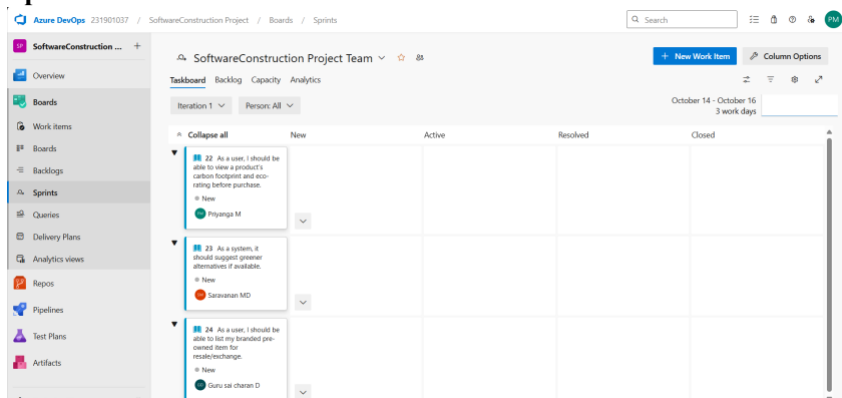 Azure DevOps 231901037 / SoftwareConstruction Project / Boards / Sprints
Search
PM
SP SoftwareConstruction ... +
Overview
Boards
Work items
Boards
Backlogs
Sprints
Queries
Delivery Plans
Analytics views
Repos
Pipelines
Test Plans
Artifacts
SoftwareConstruction Project Team
+ New Work Item
Column Options
Taskboard Backlog Capacity Analytics
Iteration 1
Person: All
October 14 - October 16
3 work days
Collapse all New Active Resolved Closed
22 As a user, I should be
able to view a product's
carbon footprint and eco-
rating before purchase.
New
Priyanga M
23 As a system, it
should suggest greener
alternatives if available.
New
Saravanan MD
24 As a user, I should be
able to list my branded pre-
owned item for
resale/exchange.
New
Guru sai charan D